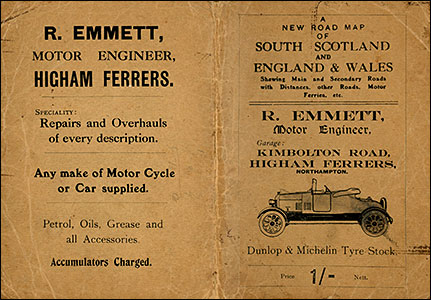 R. EMMETT,
MOTOR ENGINEER,
HIGHAM FERRERS.
SPECIALITY:
Repairs and Overhauls
of every description.
Any make of Motor Cycle
or Car supplied.
Petrol, Oils, Grease and
all Accessories.
Accumulators Charged.
A
NEW ROAD MAP
OF
SOUTH SCOTLAND
AND
ENGLAND & WALES
Shewing Main and Secondary Roads
with Distances, other Roads, Motor
Ferries, etc.
R. EMMETT,
Motor Engineer,
Garage:
KIMBOLTON ROAD,
HIGHAM FERRERS,
NORTHAMPTON.
Dunlop & Michelin Tyre Stock
Price 1/- Nett.